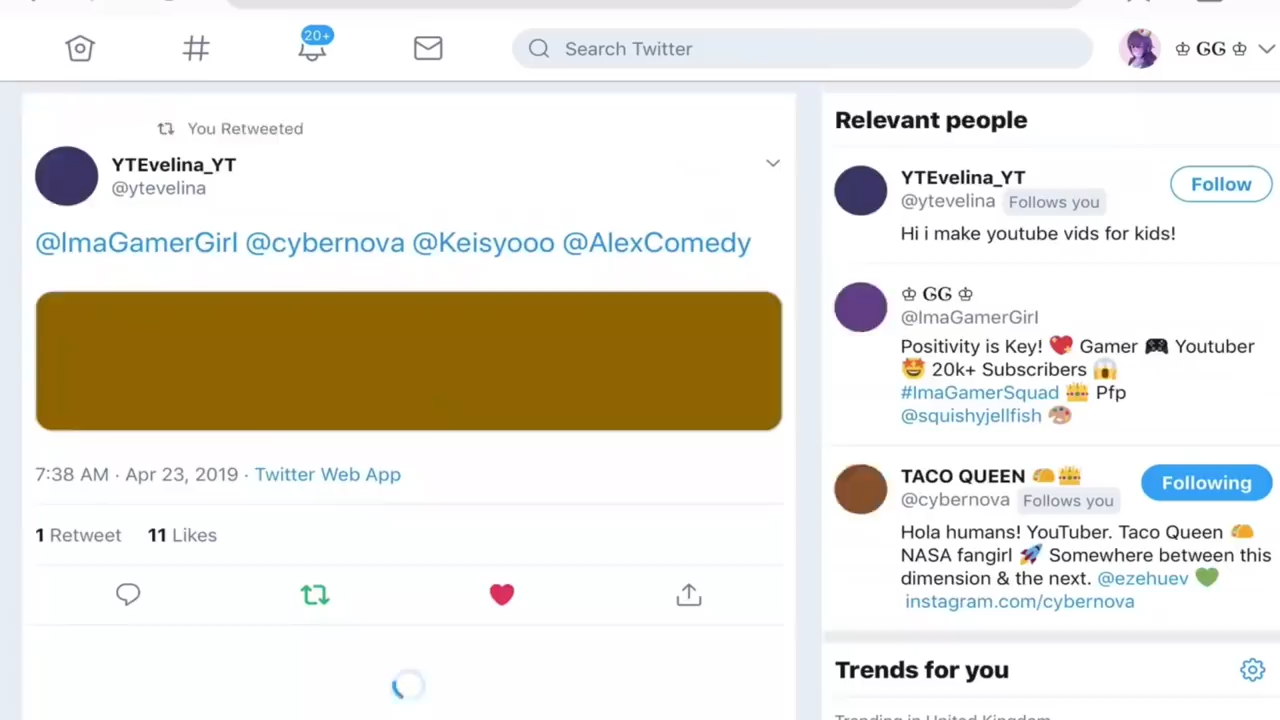 20+
Search Twitter
♔ GG ♔
You Retweeted
YTEvelina_YT
@ytevelina
@ImaGamerGirl @cybernova @Keisyooo @AlexComedy
7:38 AM · Apr 23, 2019 · Twitter Web App
1 Retweet 11 Likes
Relevant people
YTEvelina_YT
Follow
@ytevelina Follows you
Hi i make youtube vids for kids!
♔ GG ♔
@ImaGamerGirl
Positivity is Key! 💖 Gamer 🎮 Youtuber
🤩 20k+ Subscribers 😱
#ImaGamerSquad 👑 Pfp
@squishyjellfish 🎨
TACO QUEEN 🌮👑
Following
@cybernova Follows you
Hola humans! YouTuber. Taco Queen 🌮
NASA fangirl 🚀 Somewhere between this
dimension & the next. @ezehuev 💚
instagram.com/cybernova
Trends for you
Trending in United Kingdom